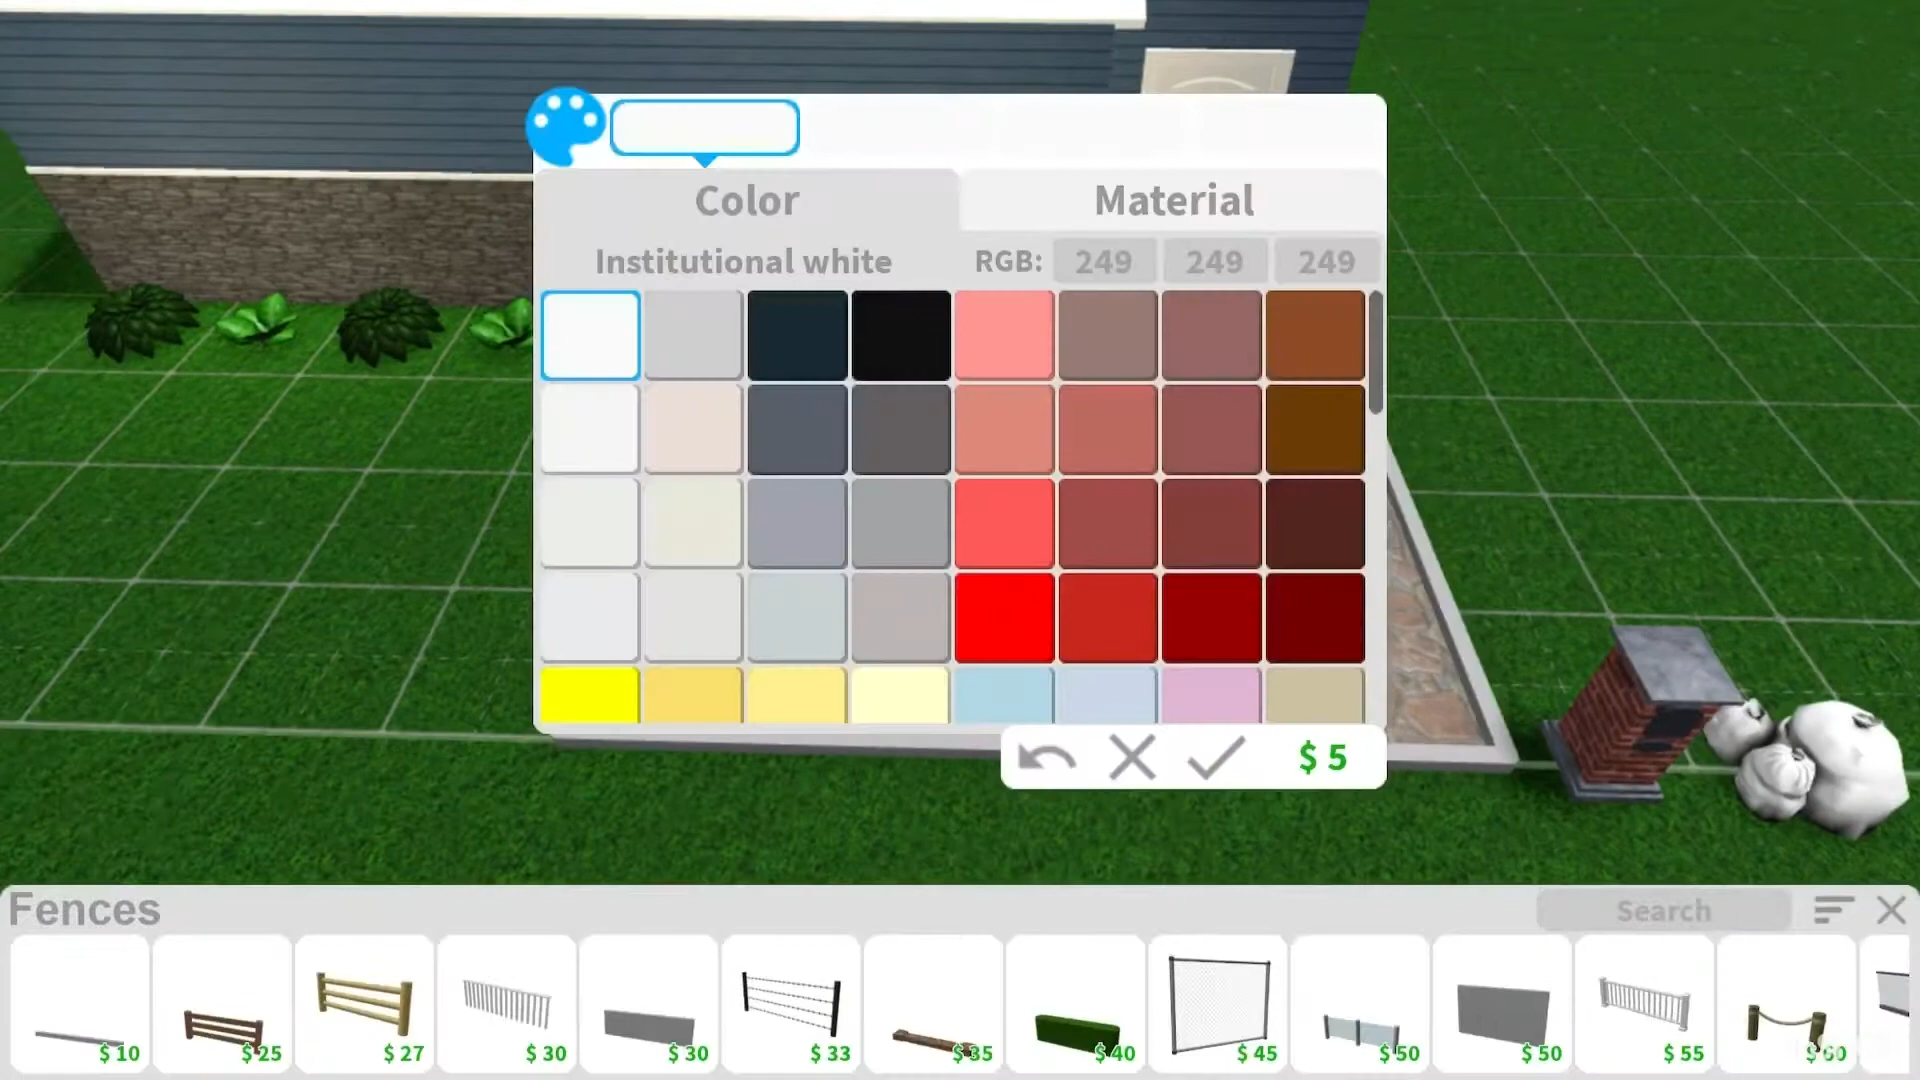 Color
Material
Institutional white
RGB: 249 249 249
$ 5
Fences
Search
$ 10
$ 25
$ 27
$ 30
$ 30
$ 33
$ 35
$ 40
$ 45
$ 50
$ 50
$ 55
$ 60